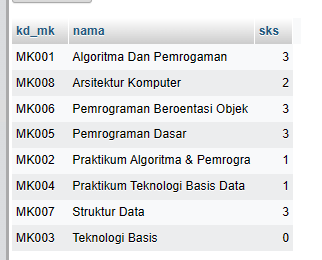 kd_mk nama sks
MK001 Algoritma Dan Pemrogaman 3
MK008 Arsitektur Komputer 2
MK006 Pemrograman Beroentasi Objek 3
MK005 Pemrograman Dasar 3
MK002 Praktikum Algoritma & Pemrogra 1
MK004 Praktikum Teknologi Basis Data 1
MK007 Struktur Data 3
MK003 Teknologi Basis 0